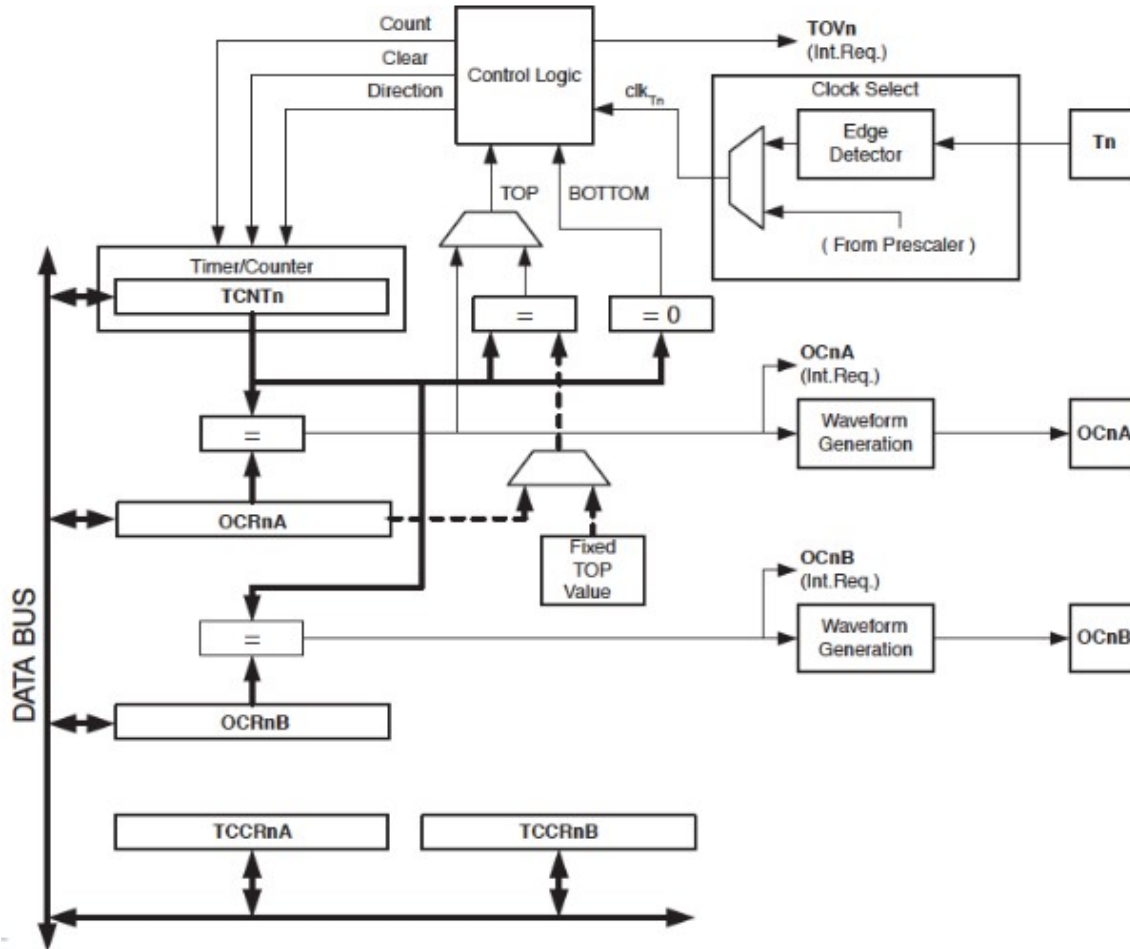 Count
Clear
Direction
Control Logic
TOVn
(Int.Req.)
clkTn
Clock Select
Edge
Detector
Tn
( From Prescaler )
TOP
BOTTOM
Timer/Counter
TCNTn
=
= 0
OCnA
(Int.Req.)
=
Waveform
Generation
OCnA
OCRnA
Fixed
TOP
Value
OCnB
(Int.Req.)
=
Waveform
Generation
OCnB
OCRnB
DATA BUS
TCCRnA
TCCRnB